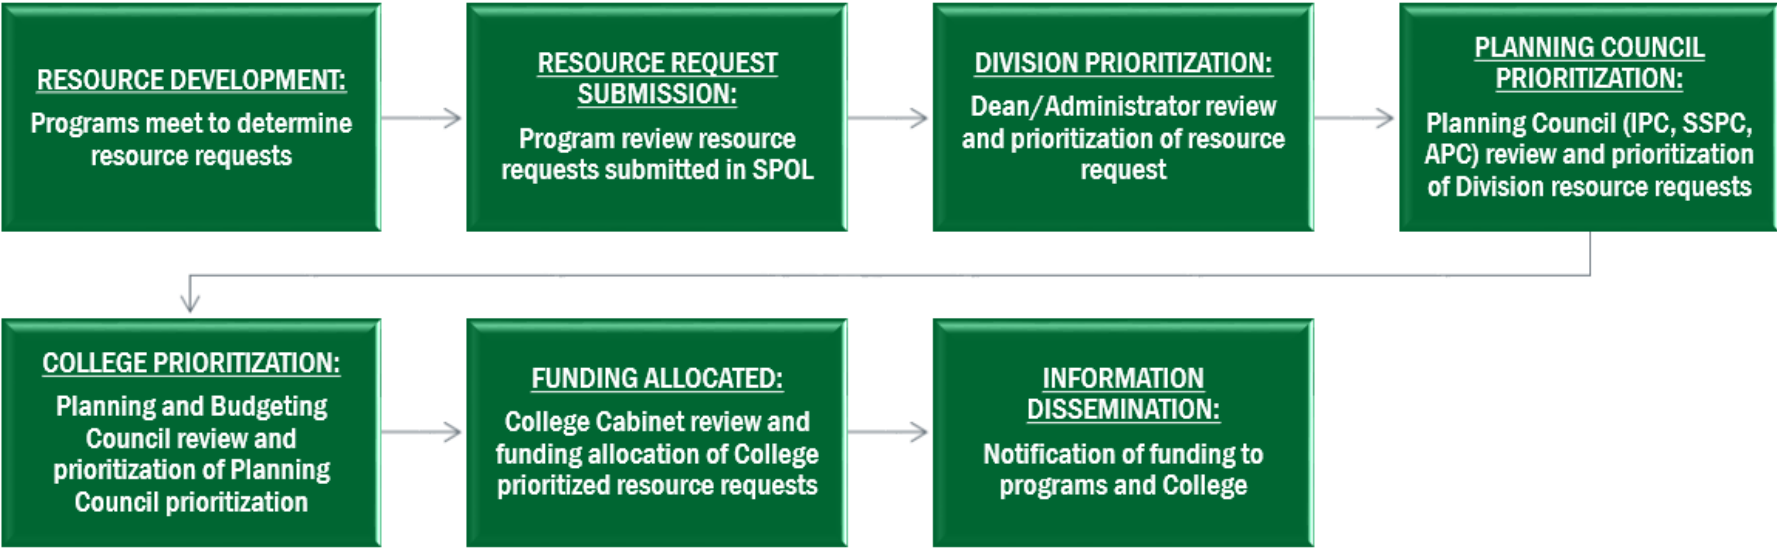 RESOURCE DEVELOPMENT:
Programs meet to determine
resource requests
RESOURCE REQUEST
SUBMISSION:
Program review resource
requests submitted in SPOL
DIVISION PRIORITIZATION:
Dean/Administrator review
and prioritization of resource
request
PLANNING COUNCIL
PRIORITIZATION:
Planning Council (IPC, SSPC,
APC) review and prioritization
of Division resource requests
COLLEGE PRIORITIZATION:
Planning and Budgeting
Council review and
prioritization of Planning
Council prioritization
FUNDING ALLOCATED:
College Cabinet review and
funding allocation of College
prioritized resource requests
INFORMATION
DISSEMINATION:
Notification of funding to
programs and College